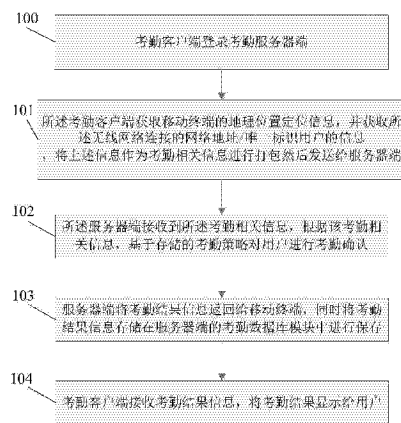 100
考勤客户端登录考勤服务器端
101
所述考勤客户端获取移动终端的地理位置定位信息，并获取所
述无线网络连接的网络地址/唯一标识用户的信息
，将上述信息作为考勤相关信息进行打包然后发送给服务器端
102
所述服务器端接收到所述考勤相关信息，根据该考勤相
关信息，基于存储的考勤策略对用户进行考勤确认
103
服务器端将考勤结果信息返回给移动终端，同时将考勤
结果信息存储在服务器端的考勤数据库模块中进行保存
104
考勤客户端接收考勤结果信息，将考勤结果显示给用户